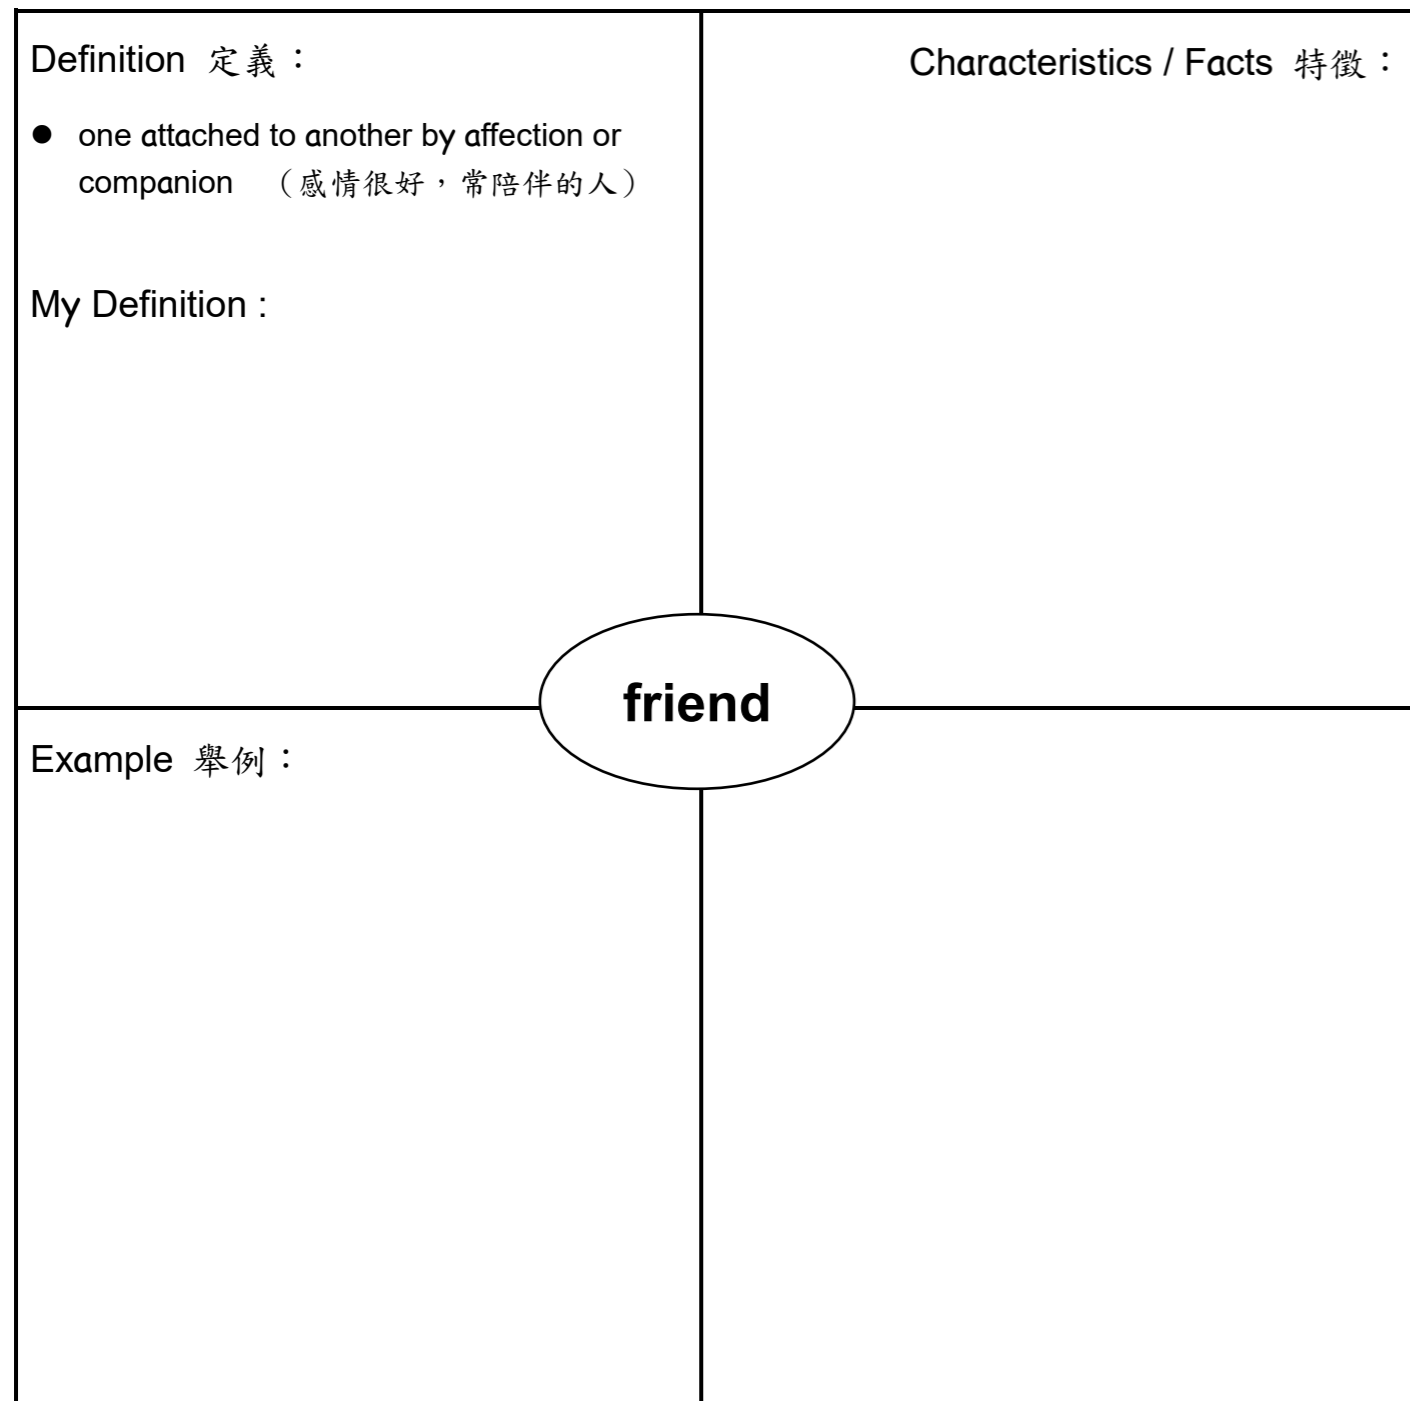 Definition 定義：
● one attached to another by affection or
companion （感情很好，常陪伴的人）
My Definition :
Characteristics / Facts 特徵：
friend
Example 舉例：